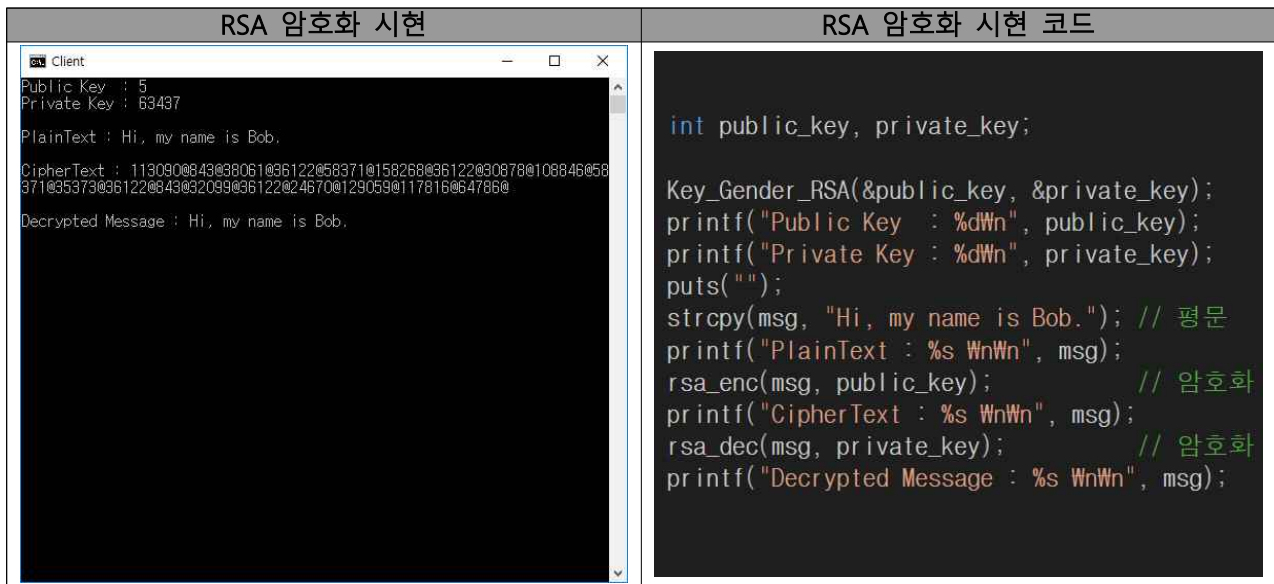 RSA 암호화 시현
RSA 암호화 시현 코드
Client
Public Key : 5
Private Key : 63437
PlainText : Hi, my name is Bob.
CipherText : 113090@843@38061@36122@58371@158268@36122@30878@108846@58
371@35373@36122@843@32099@36122@24670@129059@117816@64786@
Decrypted Message : Hi, my name is Bob.
int public_key, private_key;
Key_Gender_RSA(&public_key, &private_key);
printf("Public Key  : %d₩n", public_key);
printf("Private Key : %d₩n", private_key);
puts("");
strcpy(msg, "Hi, my name is Bob."); // 평문
printf("PlainText : %s ₩n₩n", msg);
rsa_enc(msg, public_key); // 암호화
printf("CipherText : %s ₩n₩n", msg);
rsa_dec(msg, private_key); // 암호화
printf("Decrypted Message : %s ₩n₩n", msg);